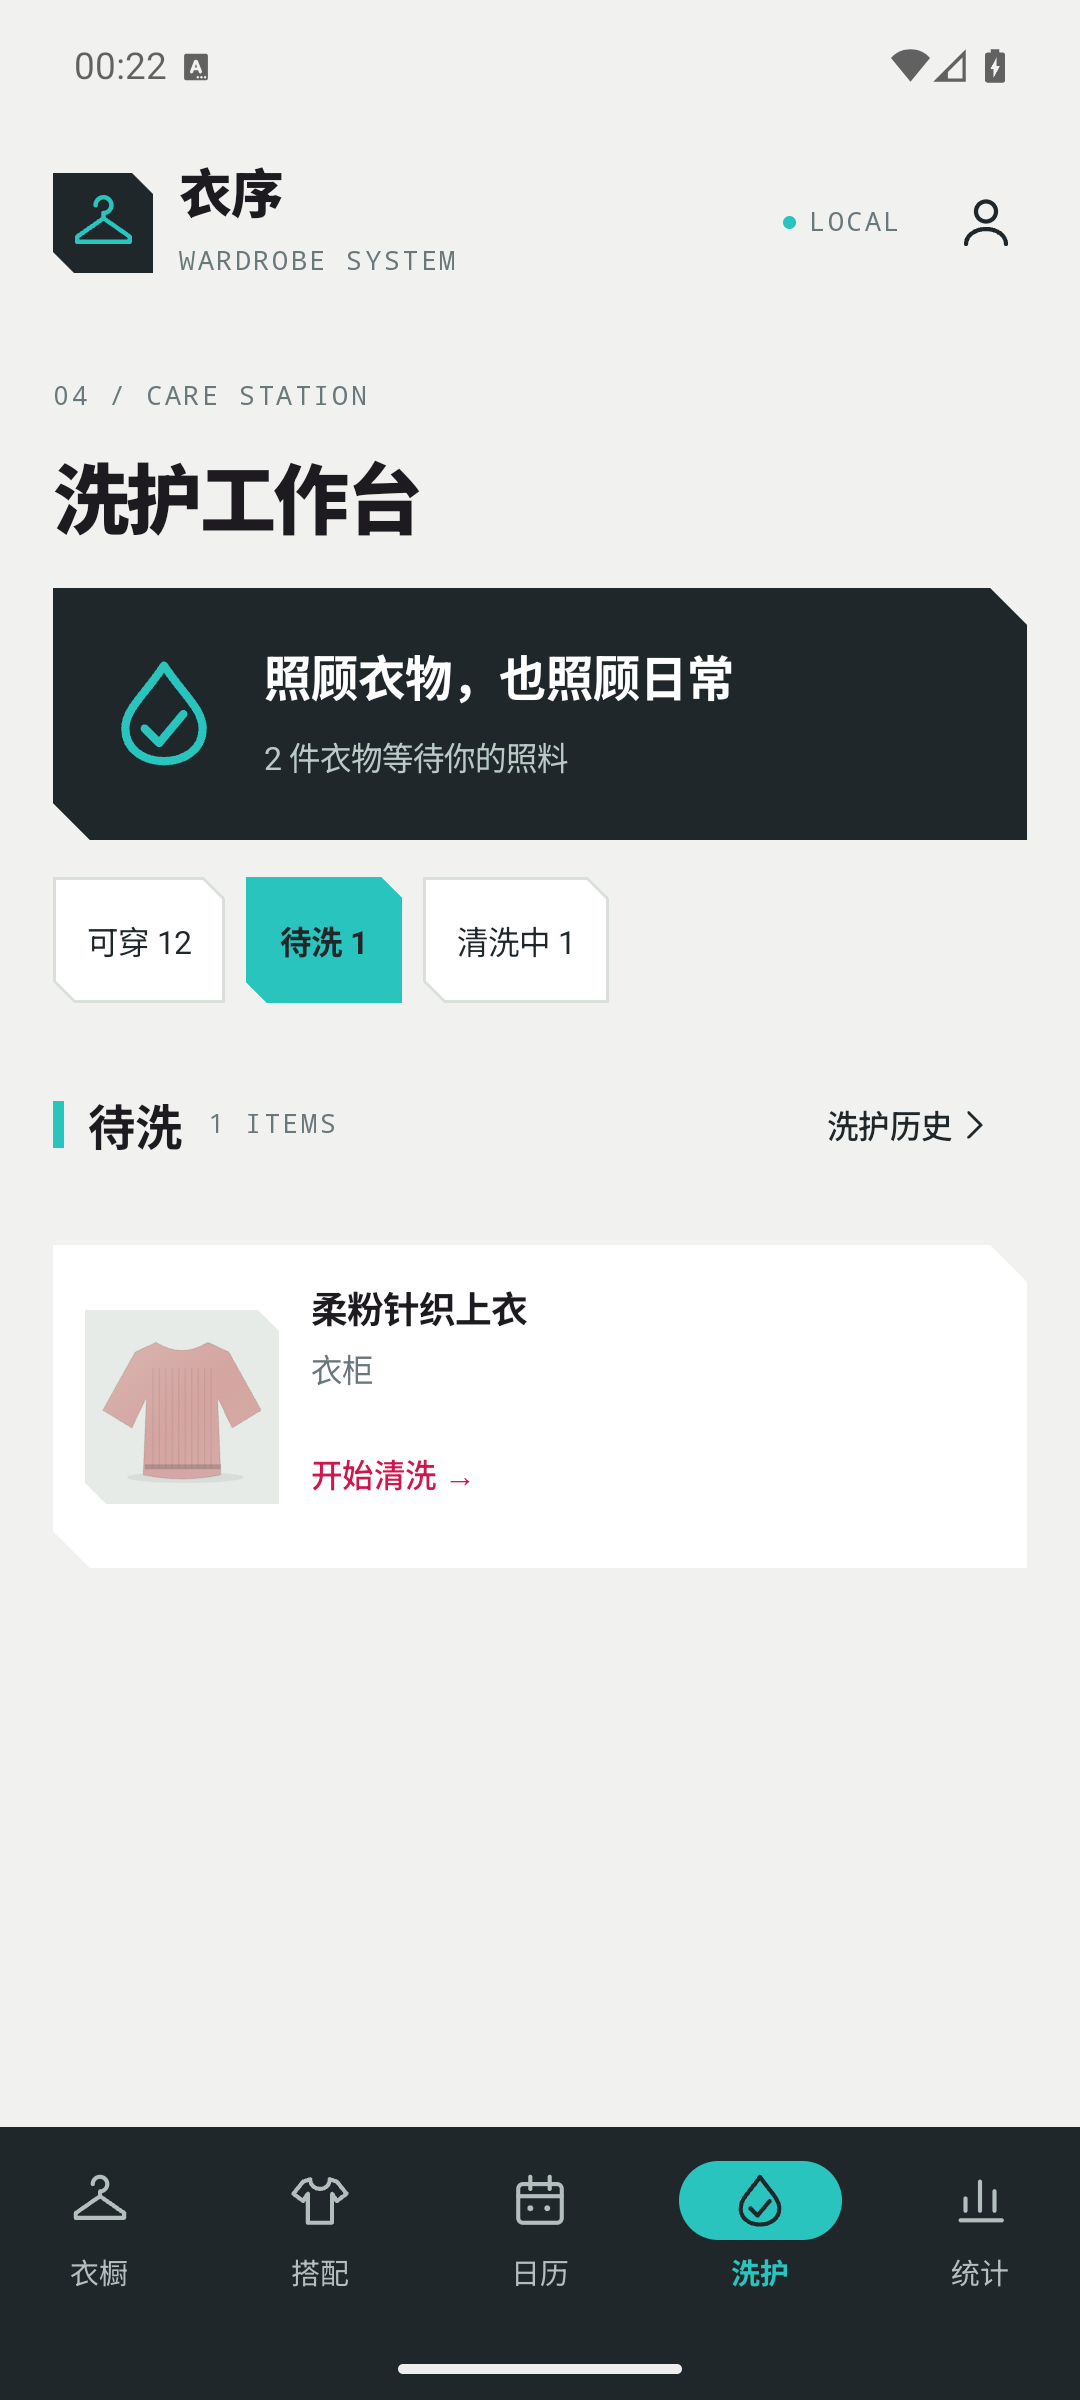 00:22
衣序
WARDROBE SYSTEM
LOCAL
04 / CARE STATION
洗护工作台
照顾衣物，也照顾日常
2 件衣物等待你的照料
可穿 12
待洗 1
清洗中 1
待洗 1 ITEMS
洗护历史
柔粉针织上衣
衣柜
开始清洗 →
衣橱
搭配
日历
洗护
统计